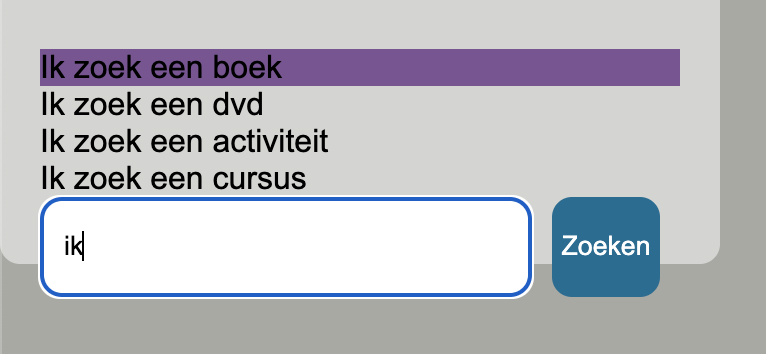 Ik zoek een boek
Ik zoek een dvd
Ik zoek een activiteit
Ik zoek een cursus
ik
Zoeken